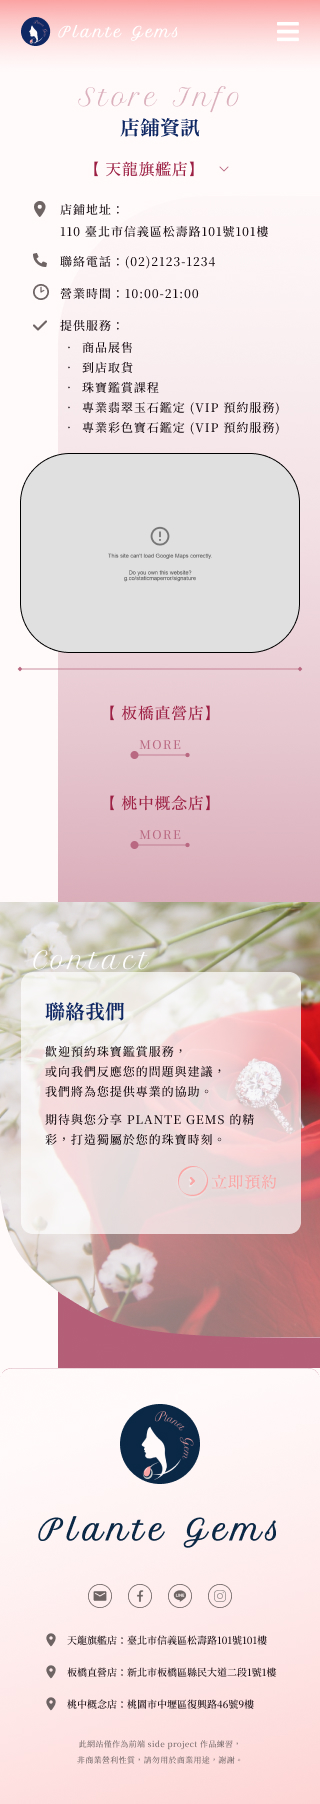 Plante Gems
Store Info
店鋪資訊
【 天龍旗艦店】
店鋪地址：
110 臺北市信義區松壽路101號101樓
聯絡電話：(02)2123-1234
營業時間：10:00-21:00
提供服務：
· 商品展售
· 到店取貨
· 珠寶鑑賞課程
· 專業翡翠玉石鑑定 (VIP 預約服務)
· 專業彩色寶石鑑定 (VIP 預約服務)
This site can't load Google Maps correctly.
Do you own this website?
g.co/staticmaperror/signature
【 板橋直營店】
MORE
【 桃中概念店】
MORE
Contact
聯絡我們
歡迎預約珠寶鑑賞服務，
或向我們反應您的問題與建議，
我們將為您提供專業的協助。
期待與您分享 PLANTE GEMS 的精
彩，打造獨屬於您的珠寶時刻。
立即預約
Plante Gem
Plante Gems
LINE
天龍旗艦店：臺北市信義區松壽路101號101樓
板橋直營店：新北市板橋區縣民大道二段1號1樓
桃中概念店：桃園市中壢區復興路46號9樓
此網站僅作為前端 side project 作品練習，
非商業營利性質，請勿用於商業用途，謝謝。